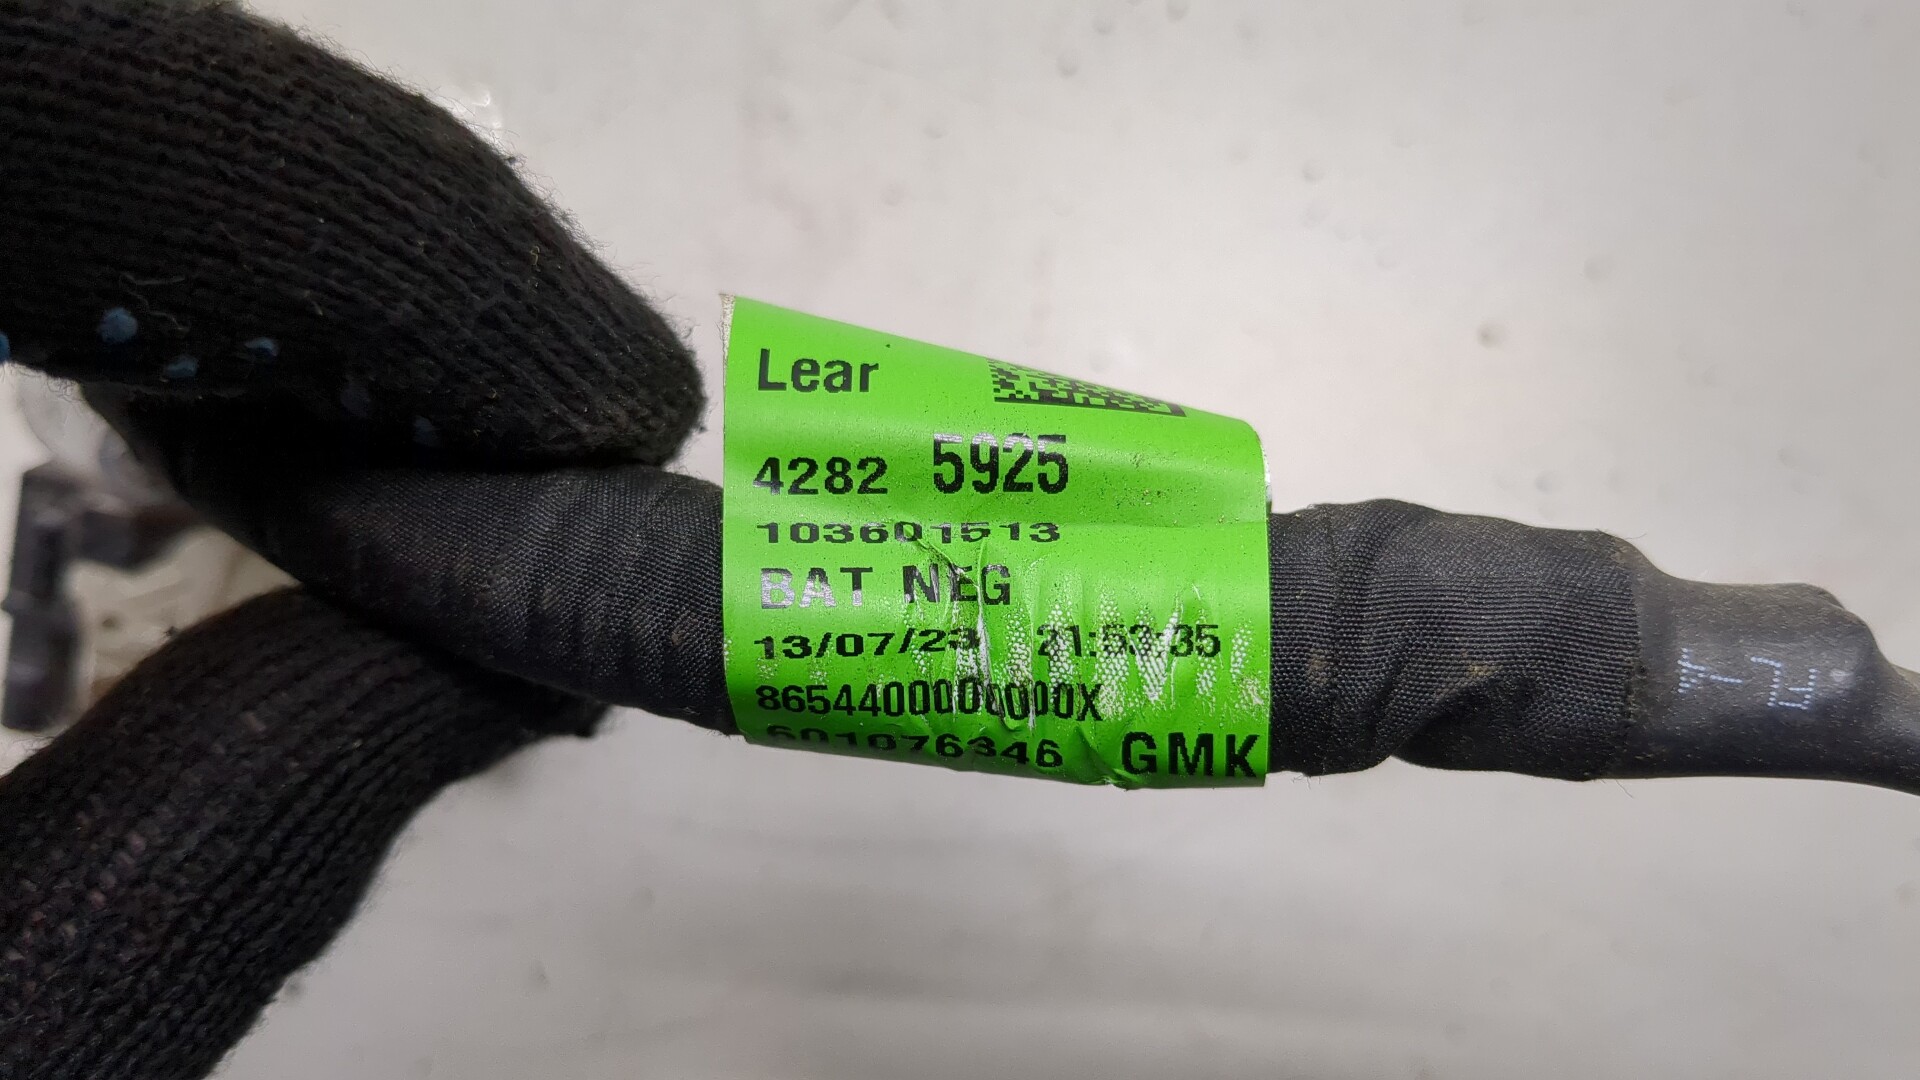 Lear
4282 5925
103601513
BAT NEG
13/07/23 21:53:35
8654400000000X
601076346 GMK